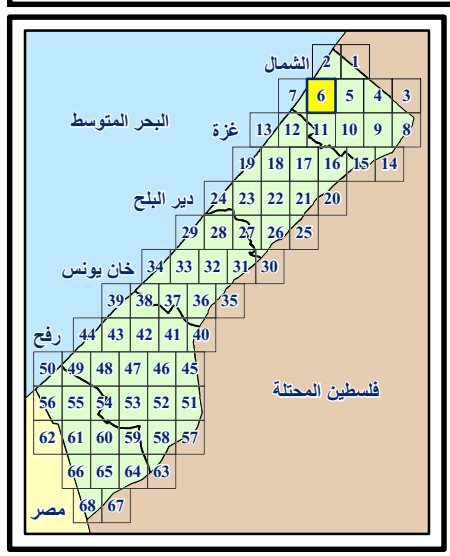 الشمال 2 1
7 6 5 4 3
البحر المتوسط
غزة 13 12 11 10 9 8
19 18 17 16 15 14
دير البلح 24 23 22 21 20
29 28 27 26 25
خان يونس 34 33 32 31 30
39 38 37 36 35
رفح 44 43 42 41 40
50 49 48 47 46 45
فلسطين المحتلة
56 55 54 53 52 51
62 61 60 59 58 57
66 65 64 63
مصر 68 67